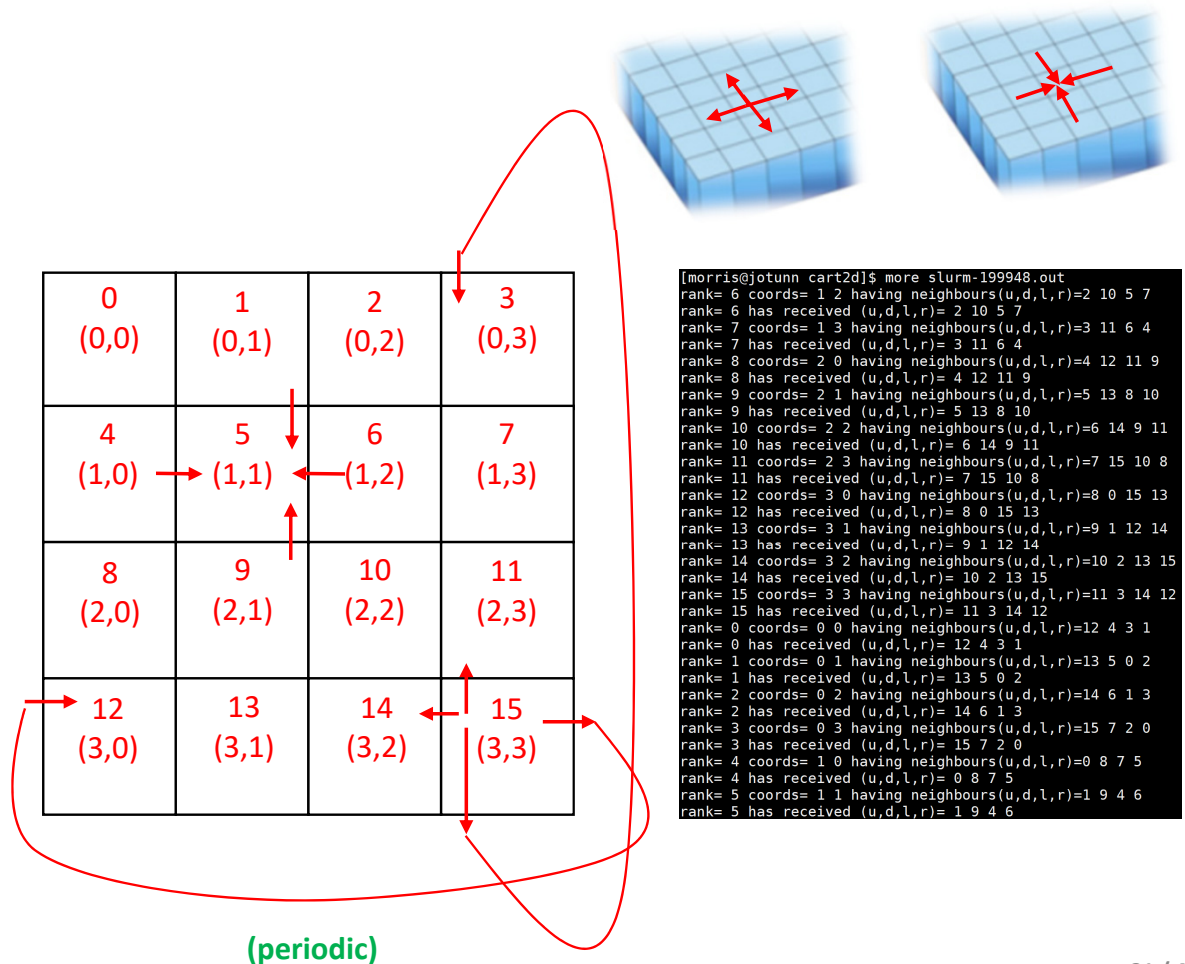 0 1 2 3
(0,0) (0,1) (0,2) (0,3)
4 5 6 7
(1,0) (1,1) (1,2) (1,3)
8 9 10 11
(2,0) (2,1) (2,2) (2,3)
12 13 14 15
(3,0) (3,1) (3,2) (3,3)
(periodic)
[morris@jotunn cart2d]$ more slurm-199948.out
rank= 6 coords= 1 2 having neighbours(u,d,l,r)=2 10 5 7
rank= 6 has received (u,d,l,r)= 2 10 5 7
rank= 7 coords= 1 3 having neighbours(u,d,l,r)=3 11 6 4
rank= 7 has received (u,d,l,r)= 3 11 6 4
rank= 8 coords= 2 0 having neighbours(u,d,l,r)=4 12 11 9
rank= 8 has received (u,d,l,r)= 4 12 11 9
rank= 9 coords= 2 1 having neighbours(u,d,l,r)=5 13 8 10
rank= 9 has received (u,d,l,r)= 5 13 8 10
rank= 10 coords= 2 2 having neighbours(u,d,l,r)=6 14 9 11
rank= 10 has received (u,d,l,r)= 6 14 9 11
rank= 11 coords= 2 3 having neighbours(u,d,l,r)=7 15 10 8
rank= 11 has received (u,d,l,r)= 7 15 10 8
rank= 12 coords= 3 0 having neighbours(u,d,l,r)=8 0 15 13
rank= 12 has received (u,d,l,r)= 8 0 15 13
rank= 13 coords= 3 1 having neighbours(u,d,l,r)=9 1 12 14
rank= 13 has received (u,d,l,r)= 9 1 12 14
rank= 14 coords= 3 2 having neighbours(u,d,l,r)=10 2 13 15
rank= 14 has received (u,d,l,r)= 10 2 13 15
rank= 15 coords= 3 3 having neighbours(u,d,l,r)=11 3 14 12
rank= 15 has received (u,d,l,r)= 11 3 14 12
rank= 0 coords= 0 0 having neighbours(u,d,l,r)=12 4 3 1
rank= 0 has received (u,d,l,r)= 12 4 3 1
rank= 1 coords= 0 1 having neighbours(u,d,l,r)=13 5 0 2
rank= 1 has received (u,d,l,r)= 13 5 0 2
rank= 2 coords= 0 2 having neighbours(u,d,l,r)=14 6 1 3
rank= 2 has received (u,d,l,r)= 14 6 1 3
rank= 3 coords= 0 3 having neighbours(u,d,l,r)=15 7 2 0
rank= 3 has received (u,d,l,r)= 15 7 2 0
rank= 4 coords= 1 0 having neighbours(u,d,l,r)=0 8 7 5
rank= 4 has received (u,d,l,r)= 0 8 7 5
rank= 5 coords= 1 1 having neighbours(u,d,l,r)=1 9 4 6
rank= 5 has received (u,d,l,r)= 1 9 4 6